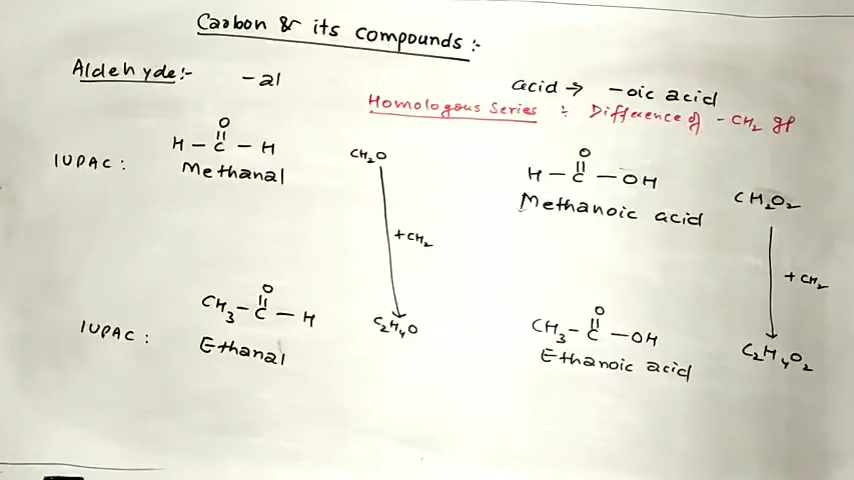 Carbon & its compounds :-
Aldehyde:- -al
acid → -oic acid
Homologous Series : Difference of -CH₂ gp
O
H - C - H
IUPAC : Methanal
CH₂O
+CH₂
C₂H₄O
O
H - C - OH
Methanoic acid
CH₂O₂
+CH₂
C₂H₄O₂
O
CH₃- C - H
IUPAC : Ethanal
O
CH₃- C - OH
Ethanoic acid